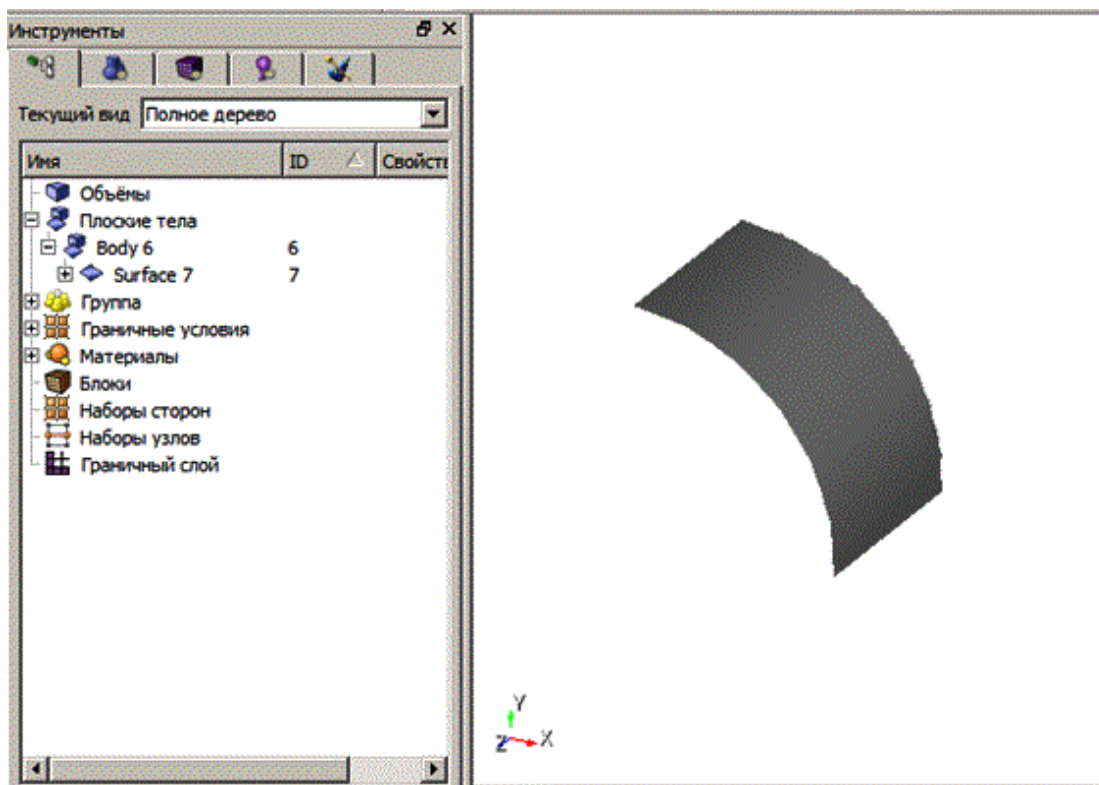 Инструменты
Текущий вид Полное дерево
Имя ID Свойств
Объёмы
Плоские тела
Body 6 6
Surface 7 7
Группа
Граничные условия
Материалы
Блоки
Наборы сторон
Наборы узлов
Граничный слой
Y
Z X